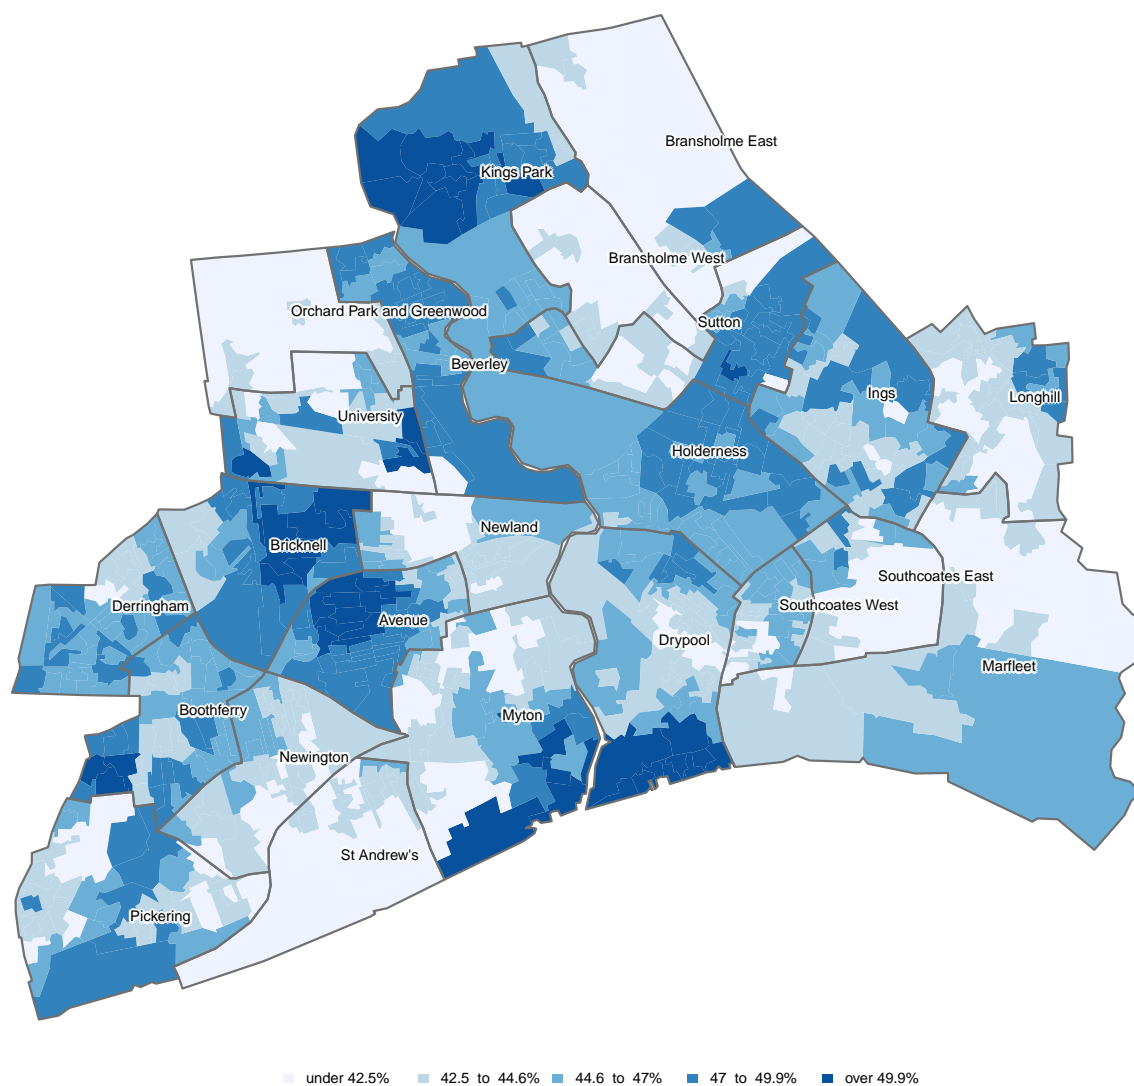 Bransholme East
Kings Park
Bransholme West
Orchard Park and Greenwood
Sutton
Beverley
Ings
Longhill
University
Holderness
Newland
Bricknell
Southcoates East
Derringham
Southcoates West
Avenue
Drypool
Marfleet
Boothferry
Myton
Newington
St Andrew's
Pickering
under 42.5% 42.5 to 44.6% 44.6 to 47% 47 to 49.9% over 49.9%